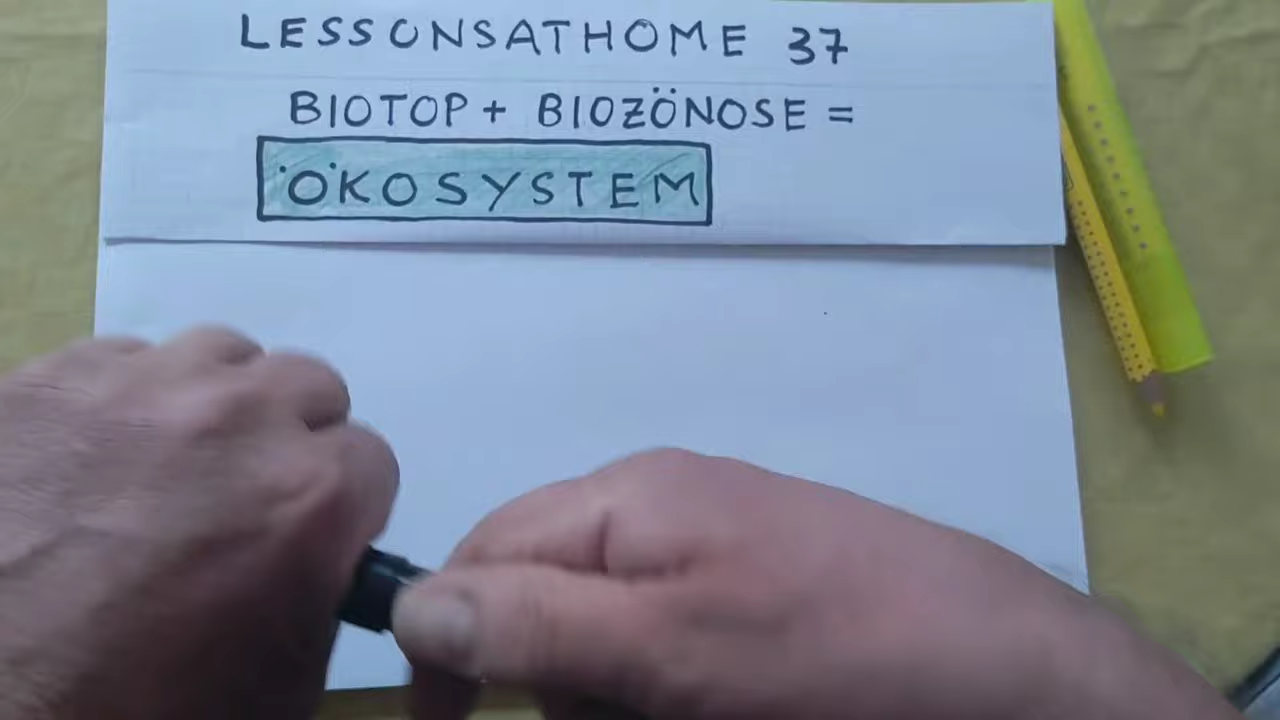 LESSONSATHOME 37
BIOTOP + BIOZÖNOSE =
ÖKOSYSTEM